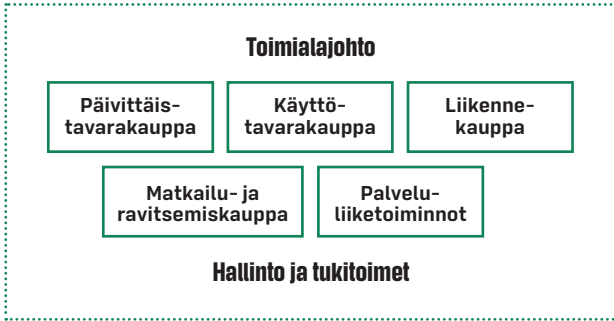 Toimialajohto
Päivittäis-
tavarakauppa
Käyttö-
tavarakauppa
Liikenne-
kauppa
Matkailu- ja
ravitsemiskauppa
Palvelu-
liiketoiminnot
Hallinto ja tukitoimet